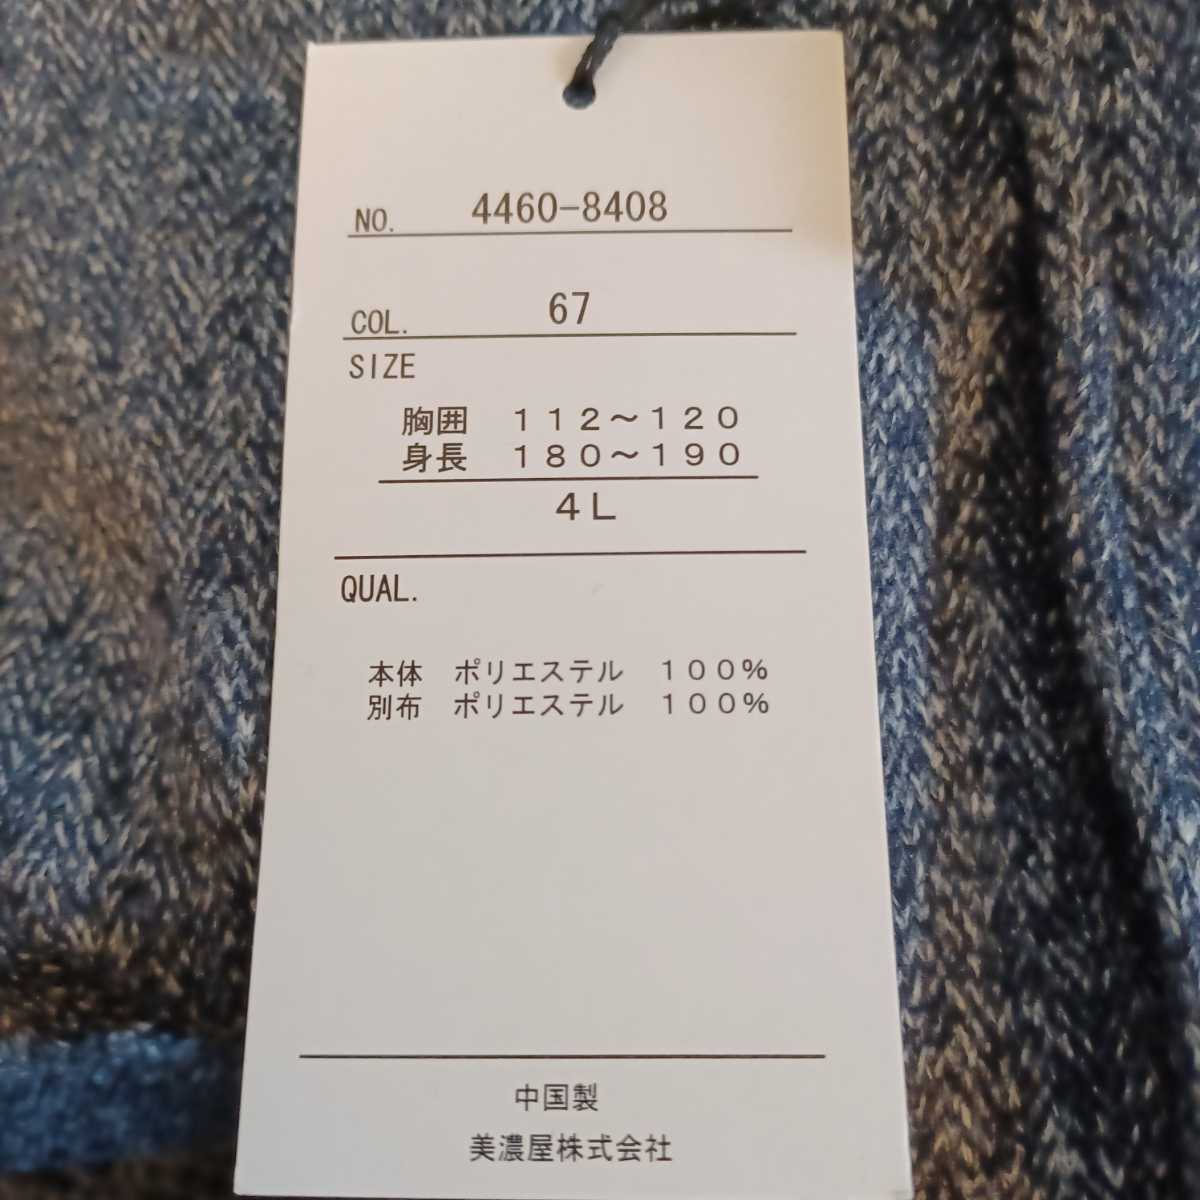 NO. 4460-8408
COL. 67
SIZE
胸囲 １１２～１２０
身長 １８０～１９０
４Ｌ
QUAL.
本体 ポリエステル １００％
別布 ポリエステル １００％
中国製
美濃屋株式会社